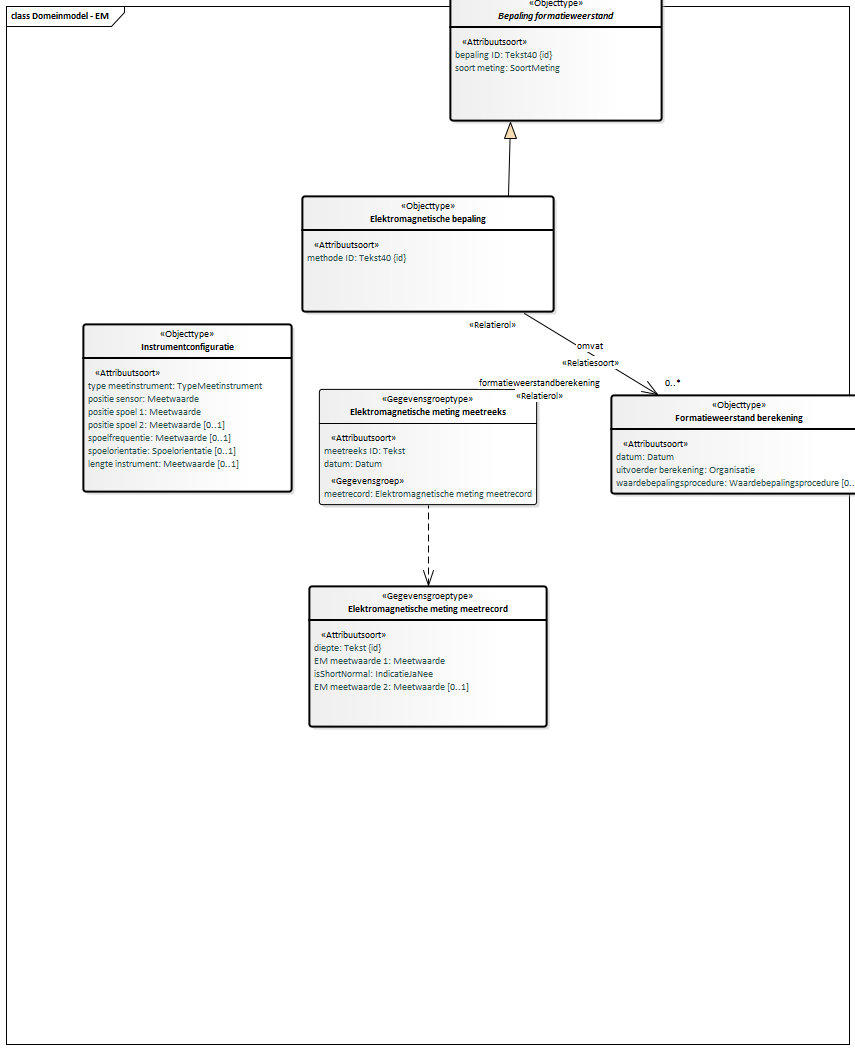 class Domeinmodel - EM
«Objecttype»
Bepaling formatieweerstand
«Attribuutsoort»
bepaling ID: Tekst40 {id}
soort meting: SoortMeting
«Objecttype»
Elektromagnetische bepaling
«Attribuutsoort»
methode ID: Tekst40 {id}
«Relatierol»
omvat
«Relatiesoort»
formatieweerstandberekening
0..*
«Relatierol»
«Objecttype»
Instrumentconfiguratie
«Attribuutsoort»
type meetinstrument: TypeMeetinstrument
positie sensor: Meetwaarde
positie spoel 1: Meetwaarde
positie spoel 2: Meetwaarde [0..1]
spoelfrequentie: Meetwaarde [0..1]
spoelorientatie: Spoelorientatie [0..1]
lengte instrument: Meetwaarde [0..1]
«Gegevensgroeptype»
Elektromagnetische meting meetreeks
«Attribuutsoort»
meetreeks ID: Tekst
datum: Datum
«Gegevensgroep»
meetrecord: Elektromagnetische meting meetrecord
«Objecttype»
Formatieweerstand berekening
«Attribuutsoort»
datum: Datum
uitvoerder berekening: Organisatie
waardebepalingsprocedure: Waardebepalingsprocedure [0..
«Gegevensgroeptype»
Elektromagnetische meting meetrecord
«Attribuutsoort»
diepte: Tekst {id}
EM meetwaarde 1: Meetwaarde
isShortNormal: IndicatieJaNee
EM meetwaarde 2: Meetwaarde [0..1]